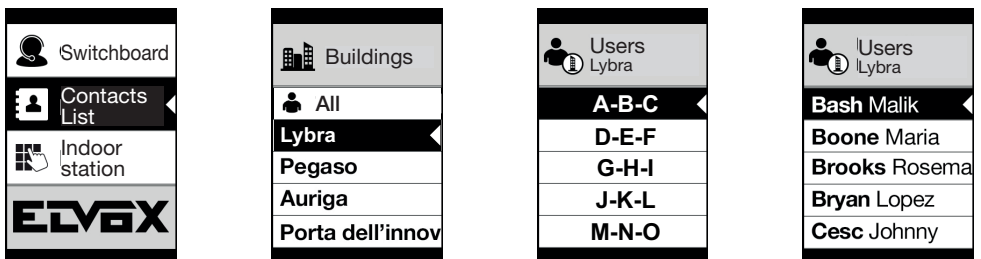 Switchboard
Contacts
List
Indoor
station
ELVOX
Buildings
All
Lybra
Pegaso
Auriga
Porta dell'innov
Users
Lybra
A-B-C
D-E-F
G-H-I
J-K-L
M-N-O
Users
Lybra
Bash Malik
Boone Maria
Brooks Rosema
Bryan Lopez
Cesc Johnny